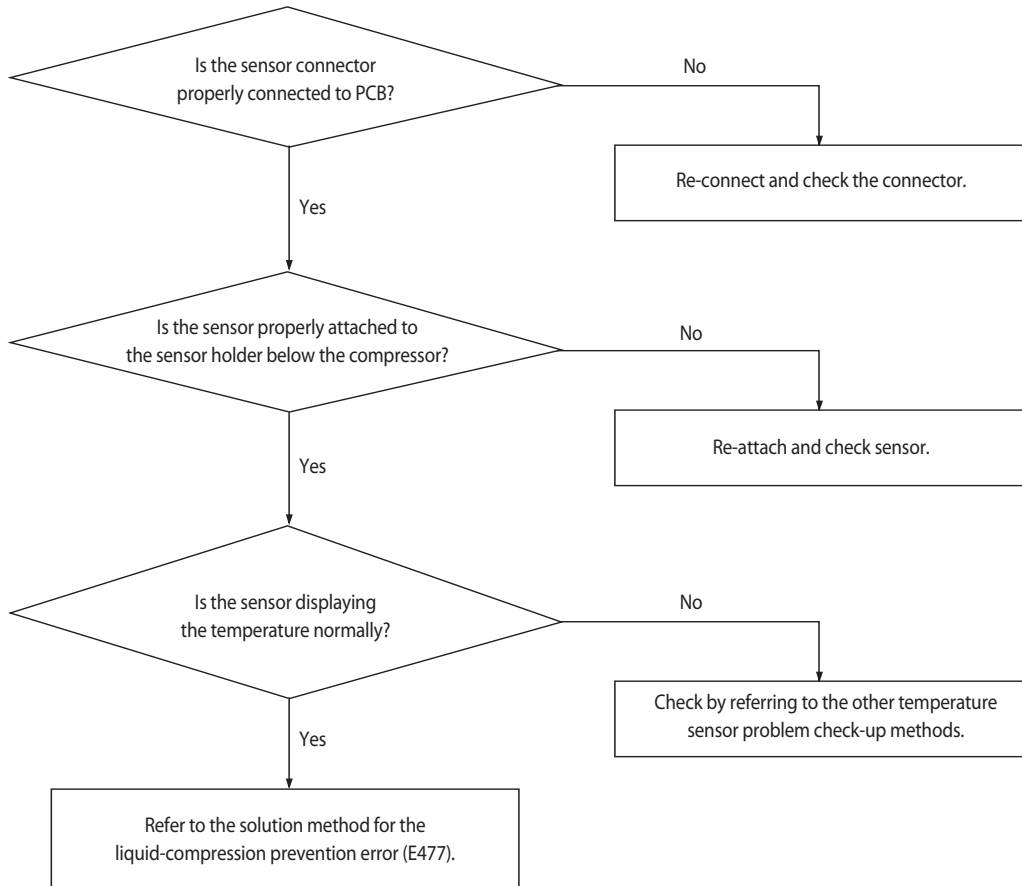 Is the sensor connector
properly connected to PCB?
No
Re-connect and check the connector.
Yes
Is the sensor properly attached to
the sensor holder below the compressor?
No
Re-attach and check sensor.
Yes
Is the sensor displaying
the temperature normally?
No
Check by referring to the other temperature
sensor problem check-up methods.
Yes
Refer to the solution method for the
liquid-compression prevention error (E477).